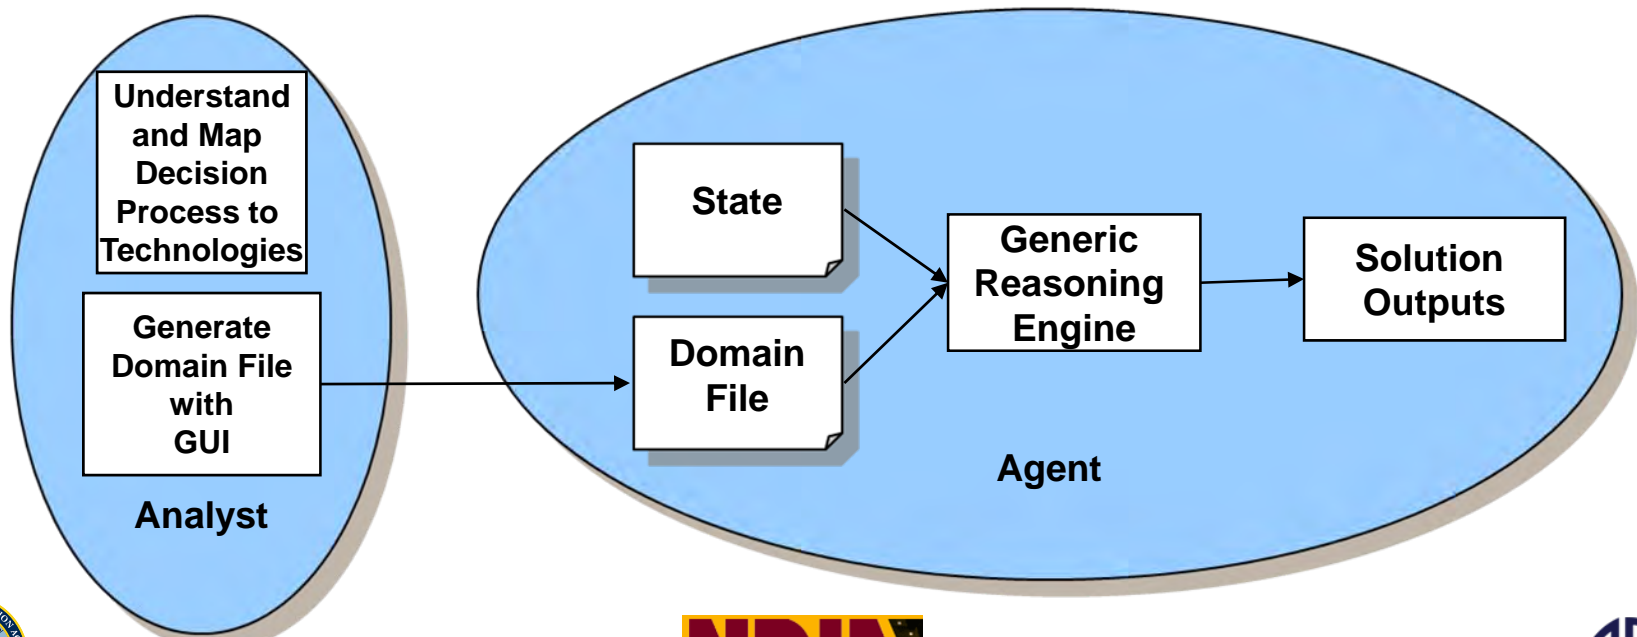 Understand
and Map
Decision
Process to
Technologies
Generate
Domain File
with
GUI
Analyst
State
Domain
File
Generic
Reasoning
Engine
Solution
Outputs
Agent